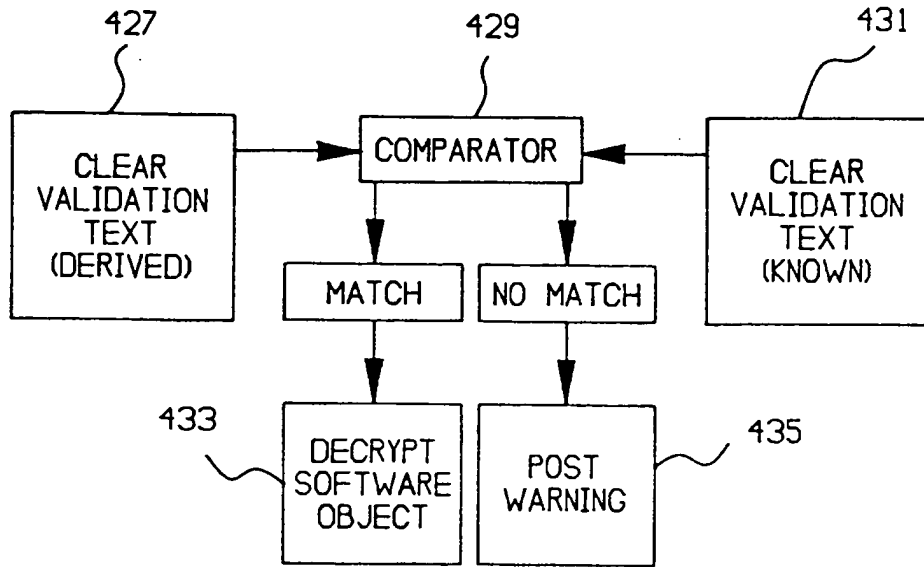 427
429
431
CLEAR
VALIDATION
TEXT
(DERIVED)
COMPARATOR
CLEAR
VALIDATION
TEXT
(KNOWN)
MATCH
NO MATCH
433
DECRYPT
SOFTWARE
OBJECT
POST
WARNING
435